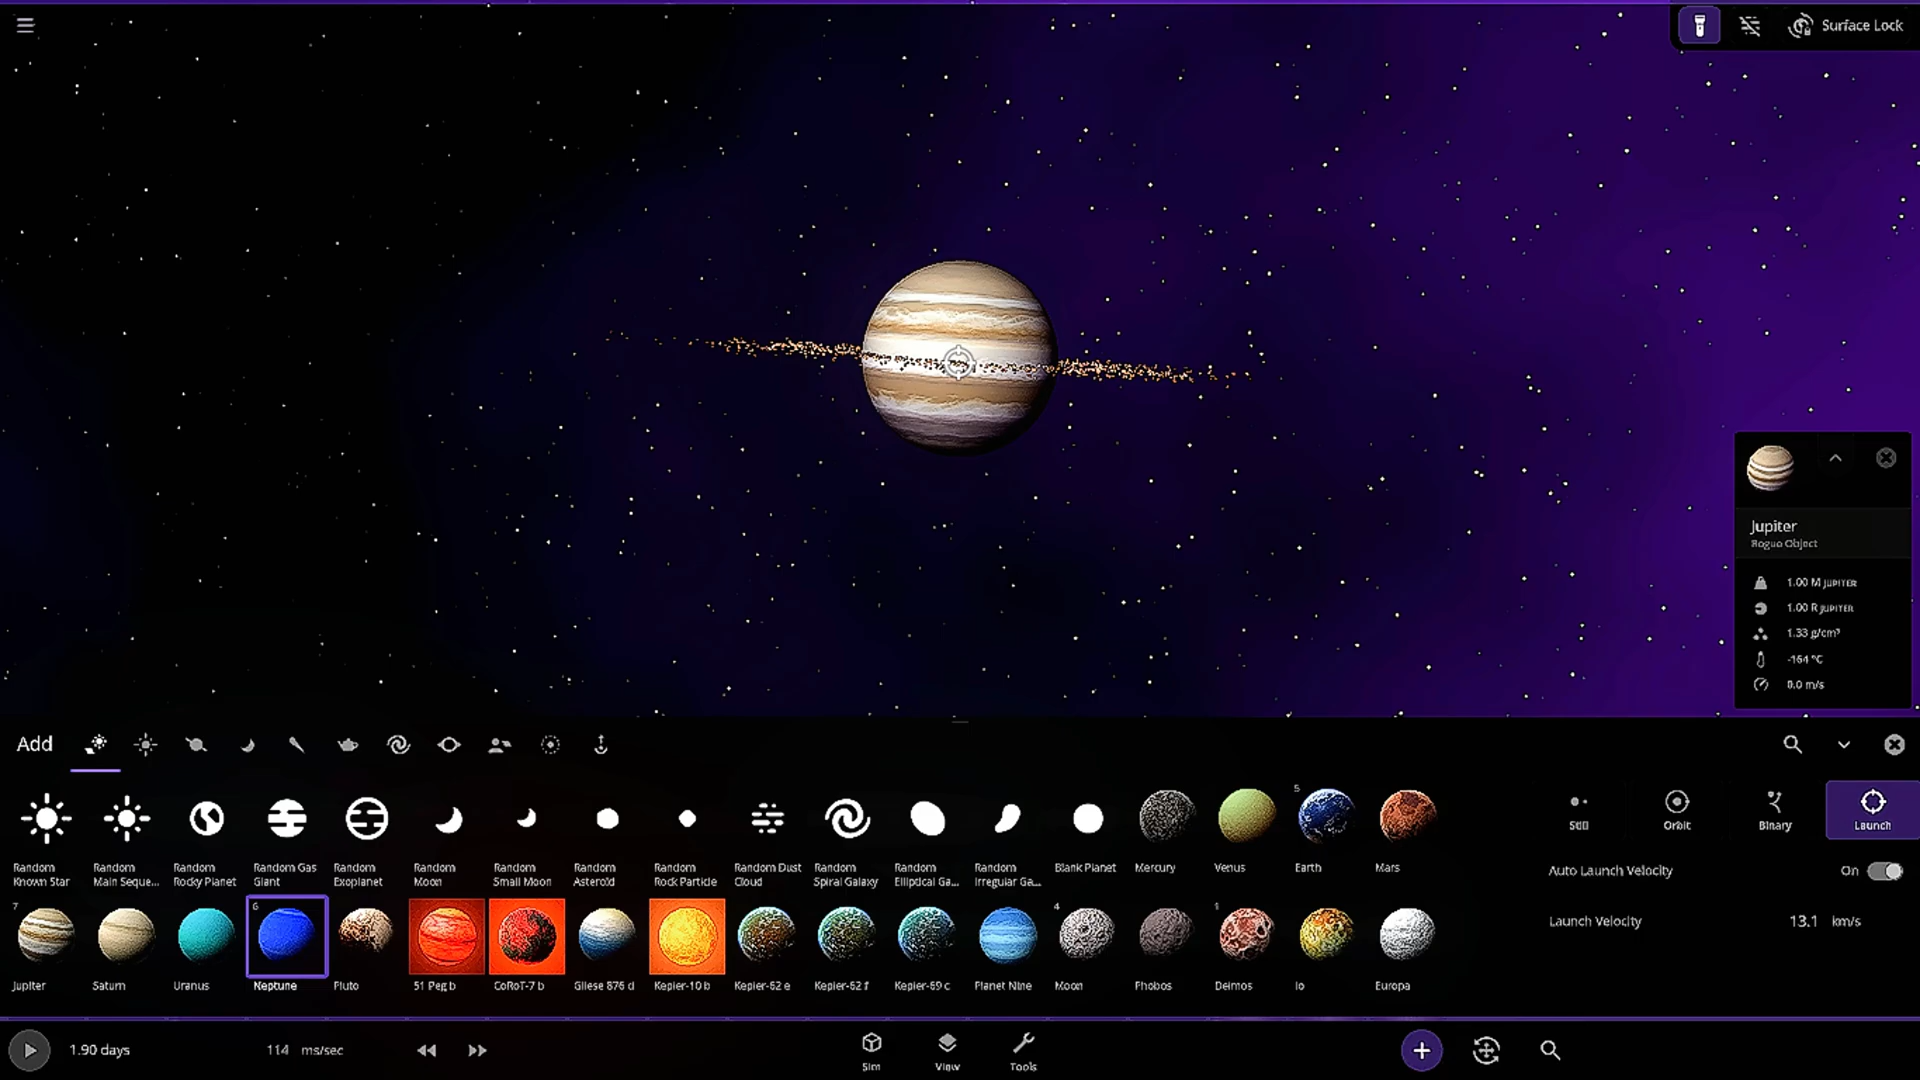 Surface Lock
Jupiter
Rogue Object
1.00 M JUPITER
1.00 R JUPITER
1.33 g/cm³
-164 °C
0.0 m/s
Add
5
Random Known Star
Random Main Seque...
Random Rocky Planet
Random Gas Giant
Random Exoplanet
Random Moon
Random Small Moon
Random Asteroid
Random Rock Particle
Random Dust Cloud
Random Spiral Galaxy
Random Elliptical Ga...
Random Irregular Ga...
Blank Planet
Mercury
Venus
Earth
Mars
7
6
4
1
Jupiter
Saturn
Uranus
Neptune
Pluto
51 Peg b
CoRoT-7 b
Gliese 876 d
Kepler-10 b
Kepler-62 e
Kepler-62 f
Kepler-69 c
Planet Nine
Moon
Phobos
Deimos
Io
Europa
Still
Orbit
Binary
Launch
Auto Launch Velocity
On
Launch Velocity
13.1 km/s
1.90 days
114 ms/sec
Sim
View
Tools